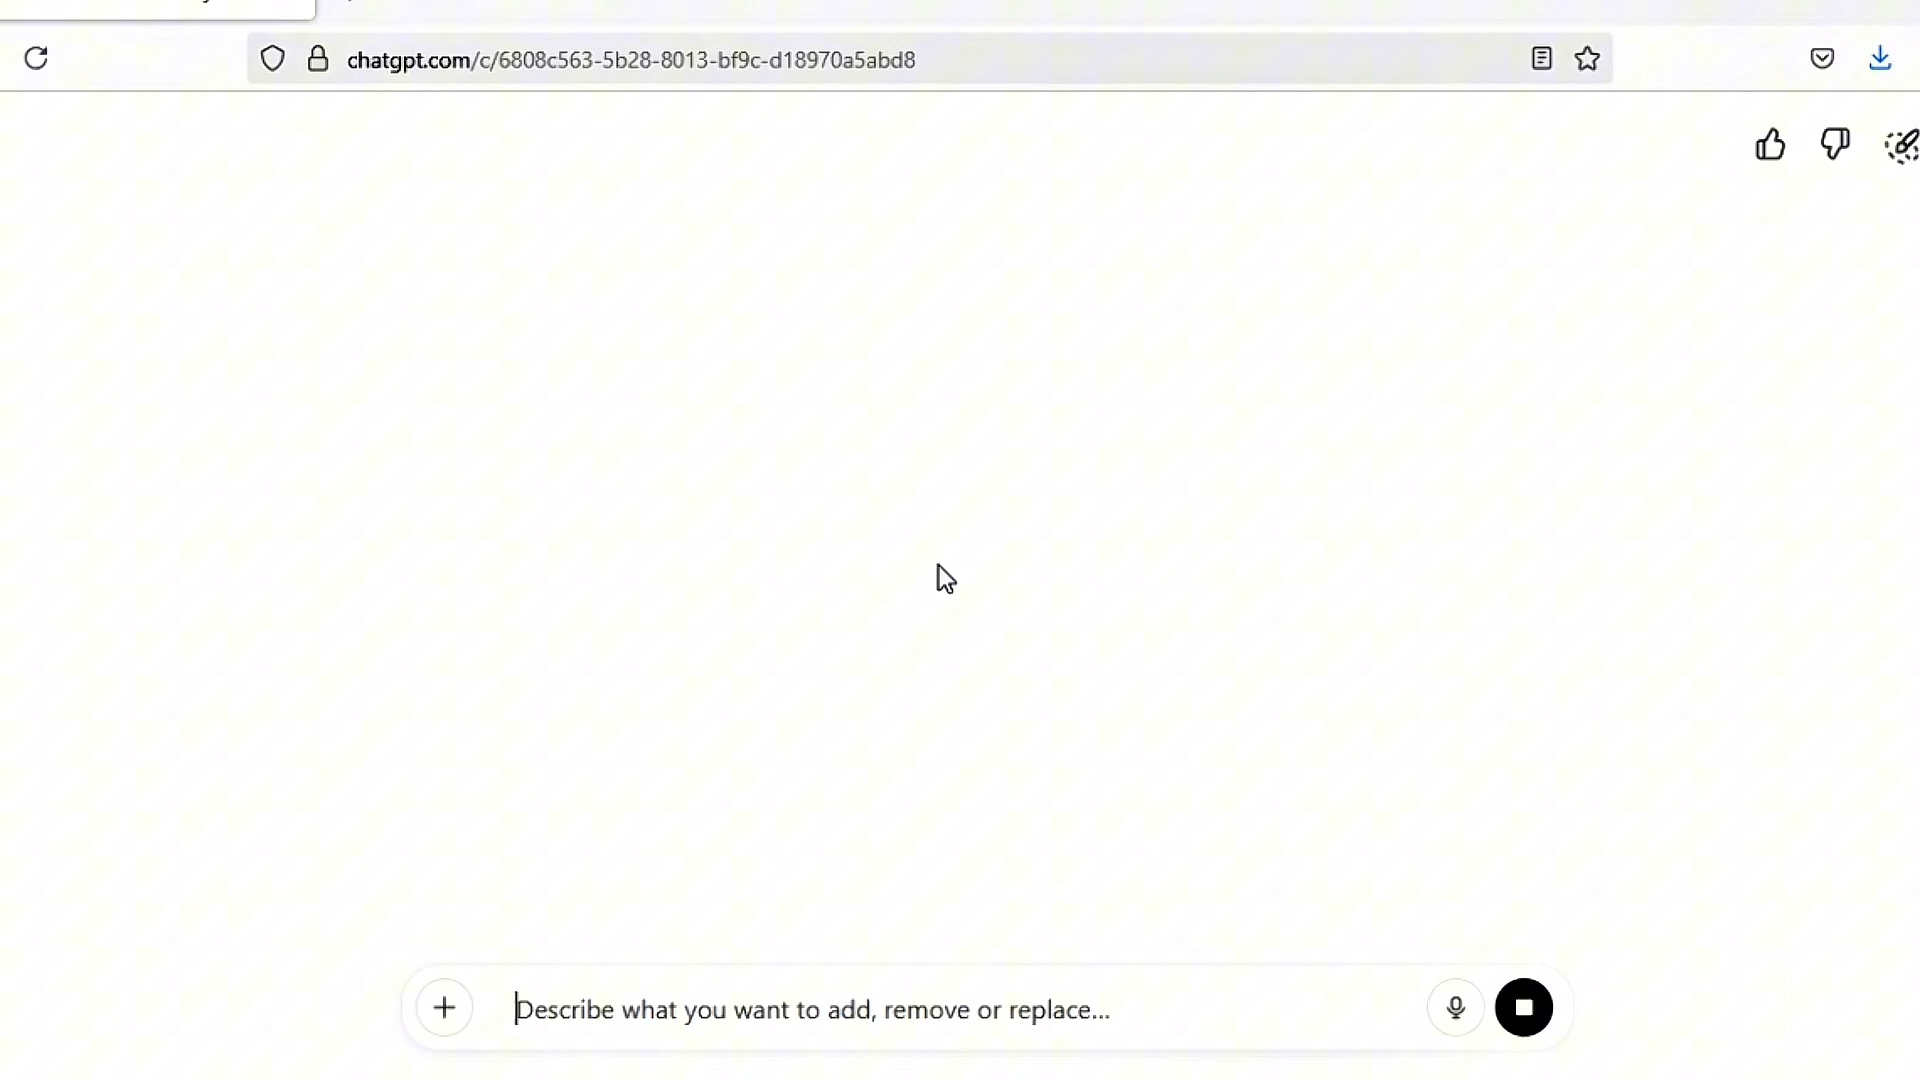 chatgpt.com/c/6808c563-5b28-8013-bf9c-d18970a5abd8
Describe what you want to add, remove or replace...